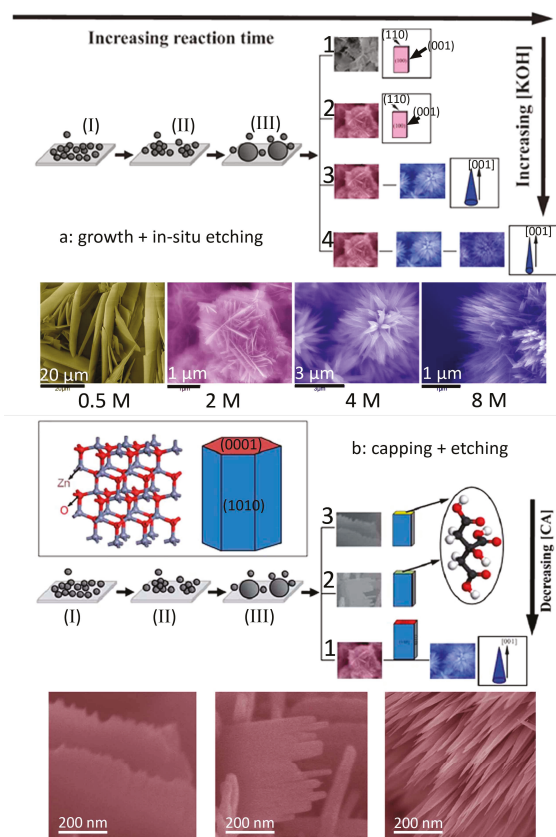 Increasing reaction time
Increasing [KOH]
(I)
(II)
(III)
1
(110)
(001)
(100)
2
(110)
(001)
(100)
3
[001]
4
[001]
a: growth + in-situ etching
20 μm
1 μm
3 μm
1 μm
0.5 M
2 M
4 M
8 M
b: capping + etching
Zn
O
(0001)
(1010)
3
2
1
[001]
Decreasing [CA]
(I)
(II)
(III)
200 nm
200 nm
200 nm